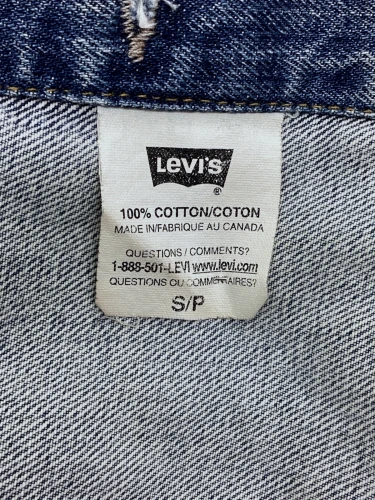 Levi's
®
100% COTTON/COTON
MADE IN/FABRIQUE AU CANADA
QUESTIONS / COMMENTS?
1-888-501-LEVI www.levi.com
QUESTIONS OU COMMENTAIRES?
S/P